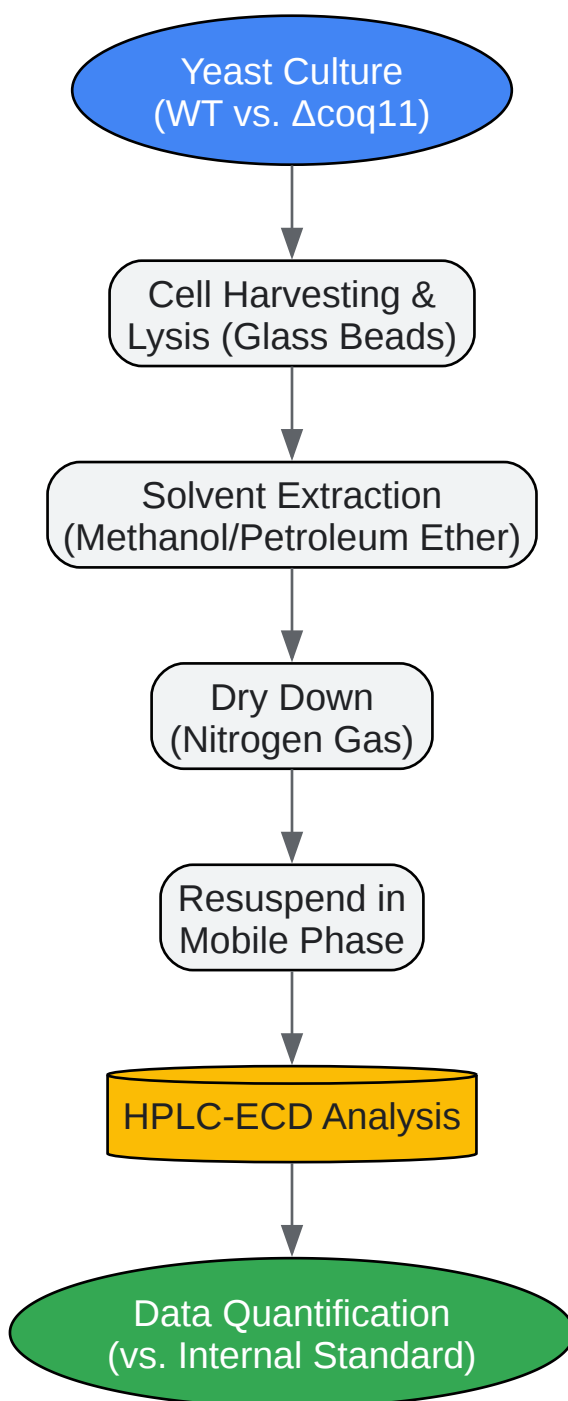 Yeast Culture
(WT vs. Δcoq11)
Cell Harvesting &
Lysis (Glass Beads)
Solvent Extraction
(Methanol/Petroleum Ether)
Dry Down
(Nitrogen Gas)
Resuspend in
Mobile Phase
HPLC-ECD Analysis
Data Quantification
(vs. Internal Standard)